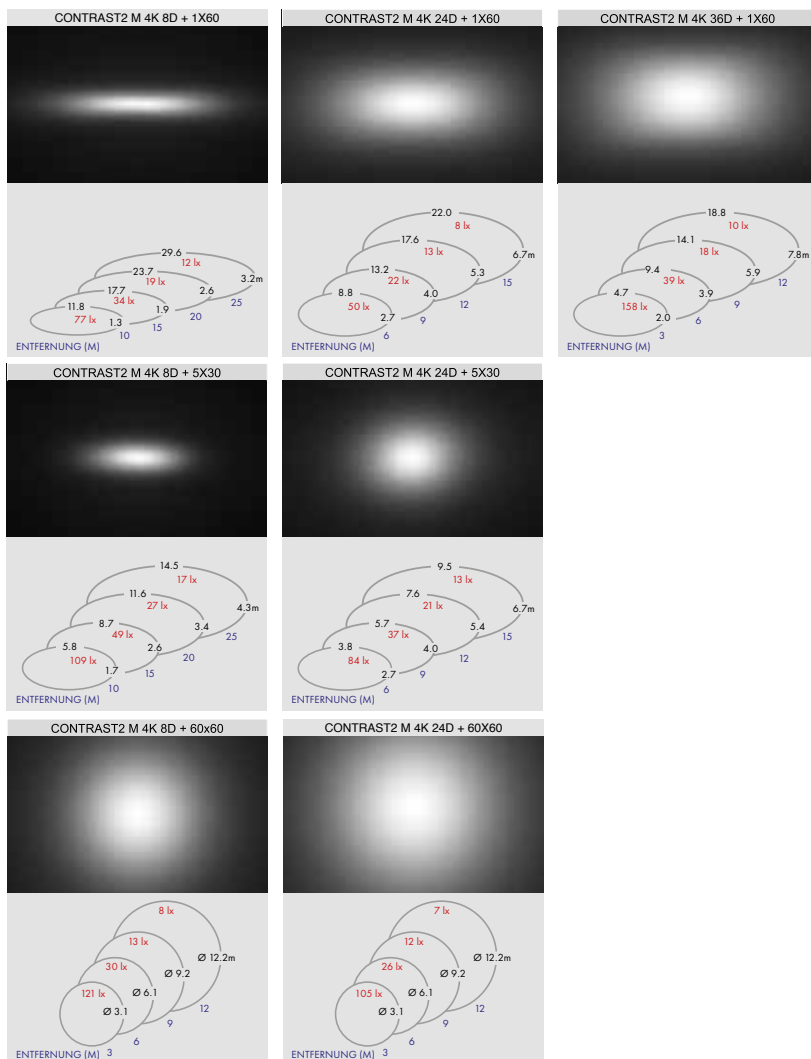 CONTRAST2 M 4K 8D + 1X60
29.6
12 lx
23.7
3.2m
19 lx
17.7
2.6
25
34 lx
11.8
1.9
20
77 lx
1.3
15
10
ENTFERNUNG (M)
CONTRAST2 M 4K 24D + 1X60
22.0
8 lx
17.6
6.7m
13 lx
13.2
5.3
15
22 lx
8.8
4.0
12
50 lx
2.7
9
6
ENTFERNUNG (M)
CONTRAST2 M 4K 36D + 1X60
18.8
10 lx
14.1
7.8m
18 lx
9.4
5.9
12
39 lx
4.7
3.9
9
158 lx
2.0
6
3
ENTFERNUNG (M)
CONTRAST2 M 4K 8D + 5X30
14.5
17 lx
11.6
4.3m
27 lx
8.7
3.4
25
49 lx
5.8
2.6
20
109 lx
1.7
15
10
ENTFERNUNG (M)
CONTRAST2 M 4K 24D + 5X30
9.5
13 lx
7.6
6.7m
21 lx
5.7
5.4
15
37 lx
3.8
4.0
12
84 lx
2.7
9
6
ENTFERNUNG (M)
CONTRAST2 M 4K 8D + 60x60
8 lx
13 lx
Ø 12.2m
30 lx
Ø 9.2
121 lx
Ø 6.1
12
Ø 3.1
9
6
3
ENTFERNUNG (M)
CONTRAST2 M 4K 24D + 60X60
7 lx
12 lx
Ø 12.2m
26 lx
Ø 9.2
105 lx
Ø 6.1
12
Ø 3.1
9
6
3
ENTFERNUNG (M)